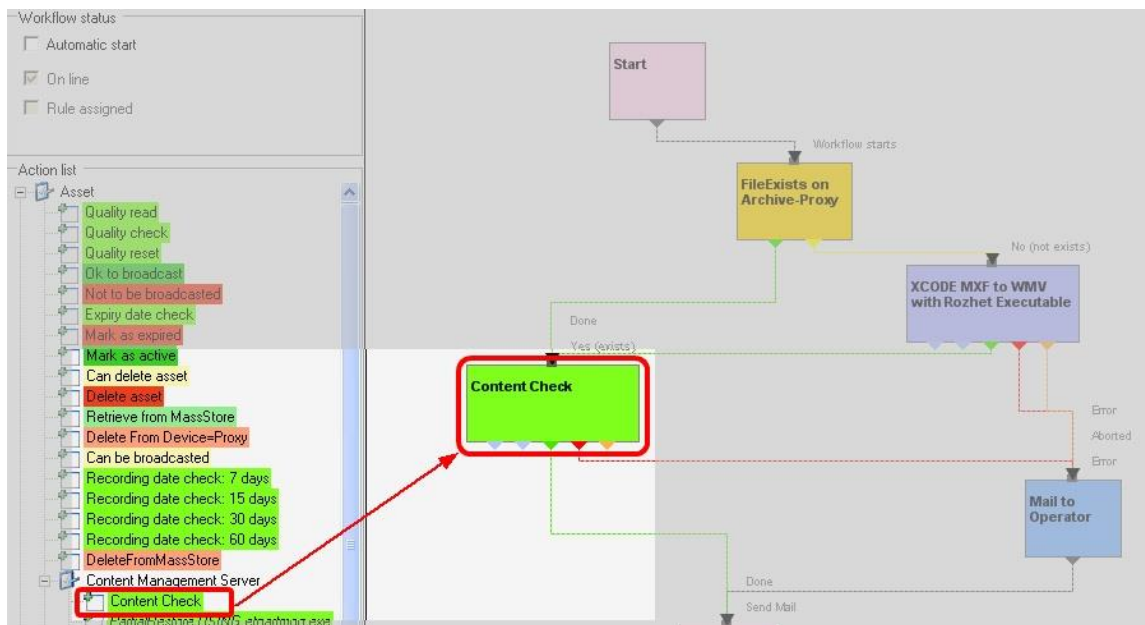 Workflow status
Automatic start
On line
Rule assigned
Action list
Asset
Quality read
Quality check
Quality reset
Ok to broadcast
Not to be broadcasted
Expiry date check
Mark as expired
Mark as active
Can delete asset
Delete asset
Retrieve from MassStore
Delete From Device=Proxy
Can be broadcasted
Recording date check: 7 days
Recording date check: 15 days
Recording date check: 30 days
Recording date check: 60 days
DeleteFromMassStore
Content Management Server
Content Check
Start
Workflow starts
FileExists on
Archive-Proxy
No (not exists)
XCODE MXF to WMV
with Rozhet Executable
Done
Yes (exists)
Content Check
Error
Aborted
Error
Mail to
Operator
Done
Send Mail